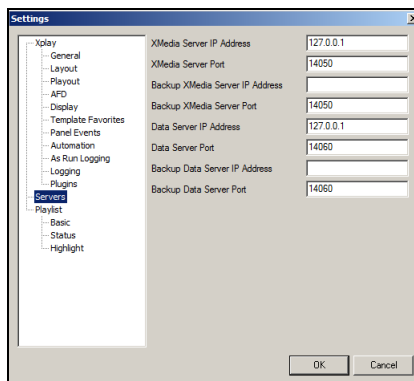 Settings
Xplay
General
Layout
Playout
AFD
Display
Template Favorites
Panel Events
Automation
As Run Logging
Logging
Plugins
Servers
Playlist
Basic
Status
Highlight
XMedia Server IP Address 127.0.0.1
XMedia Server Port 14050
Backup XMedia Server IP Address
Backup XMedia Server Port 14050
Data Server IP Address 127.0.0.1
Data Server Port 14060
Backup Data Server IP Address
Backup Data Server Port 14060
OK Cancel